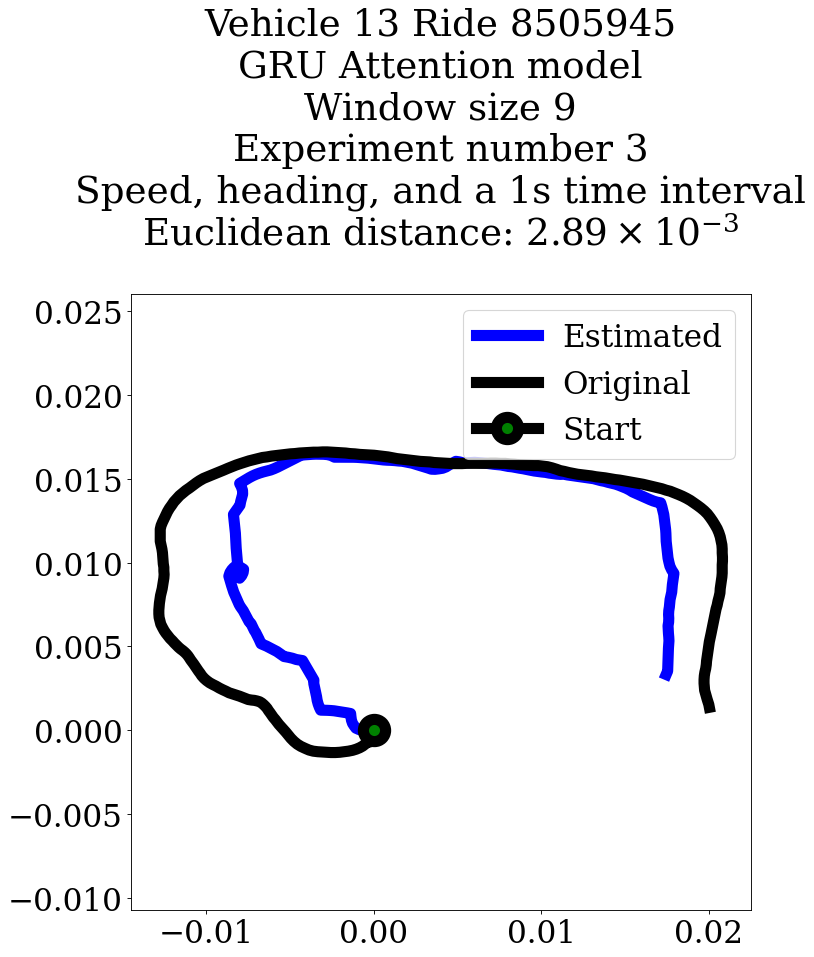 Vehicle 13 Ride 8505945
GRU Attention model
Window size 9
Experiment number 3
Speed, heading, and a 1s time interval
Euclidean distance: 2.89 × 10⁻³
0.025
0.020
0.015
0.010
0.005
0.000
−0.005
−0.010
Estimated
Original
Start
−0.01 0.00 0.01 0.02